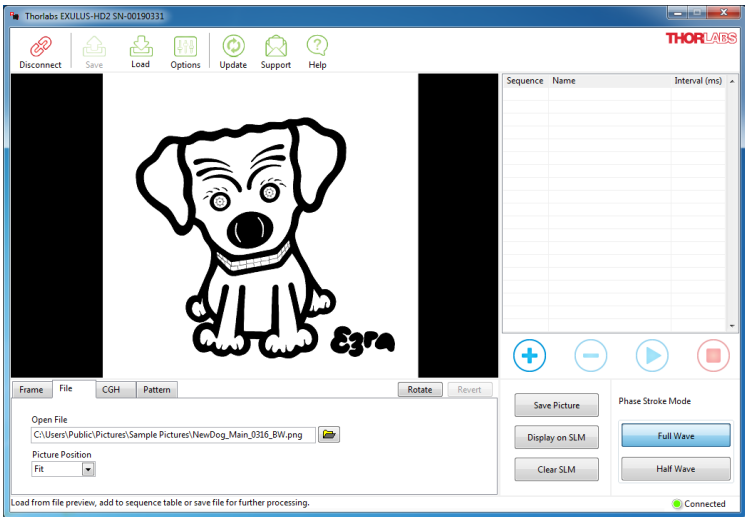 Thorlabs EXULUS-HD2 SN-00190331
Disconnect Save Load Options Update Support Help
THORLABS
Sequence Name Interval (ms)
Ezra
Frame File CGH Pattern Rotate Revert
Open File
C:\Users\Public\Pictures\Sample Pictures\NewDog_Main_0316_BW.png
Picture Position
Fit
Save Picture
Display on SLM
Clear SLM
Phase Stroke Mode
Full Wave
Half Wave
Load from file preview, add to sequence table or save file for further processing.
Connected